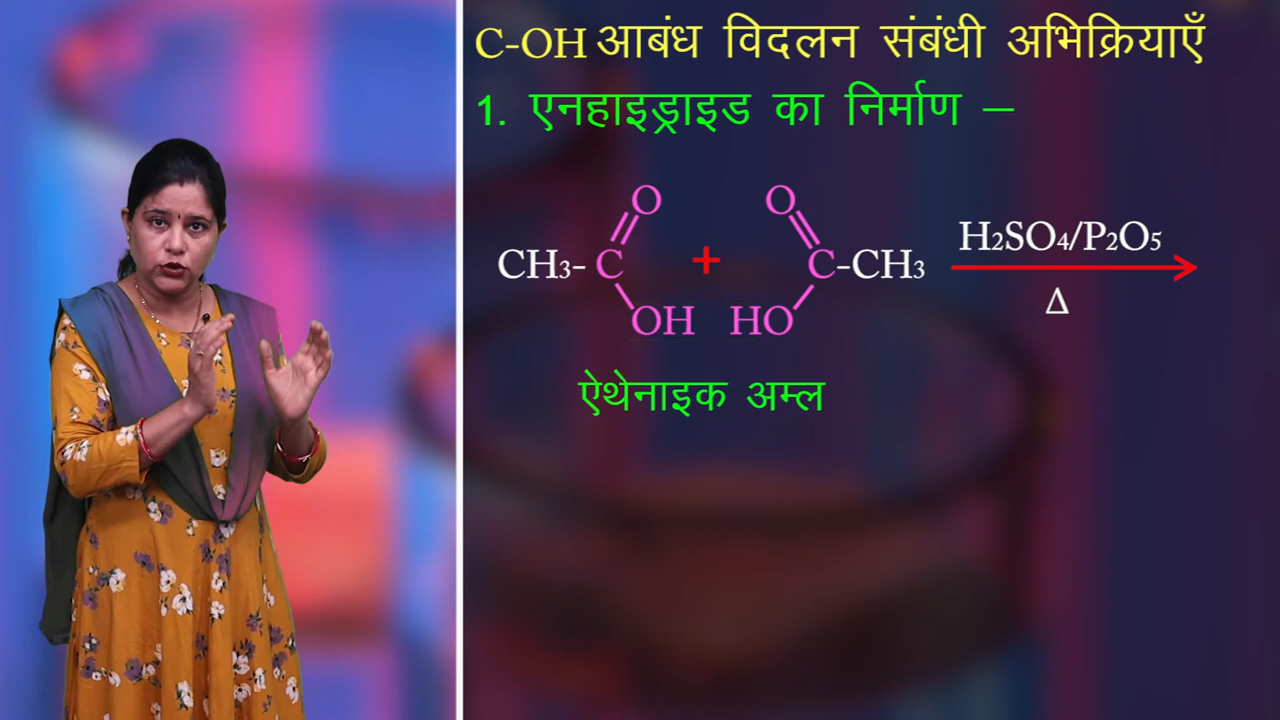 C-OH आबंध विदलन संबंधी अभिक्रियाएँ
1. एनहाइड्राइड का निर्माण –
O O
CH3- C + C -CH3 H2SO4/P2O5
Δ
OH HO
ऐथेनाइक अम्ल